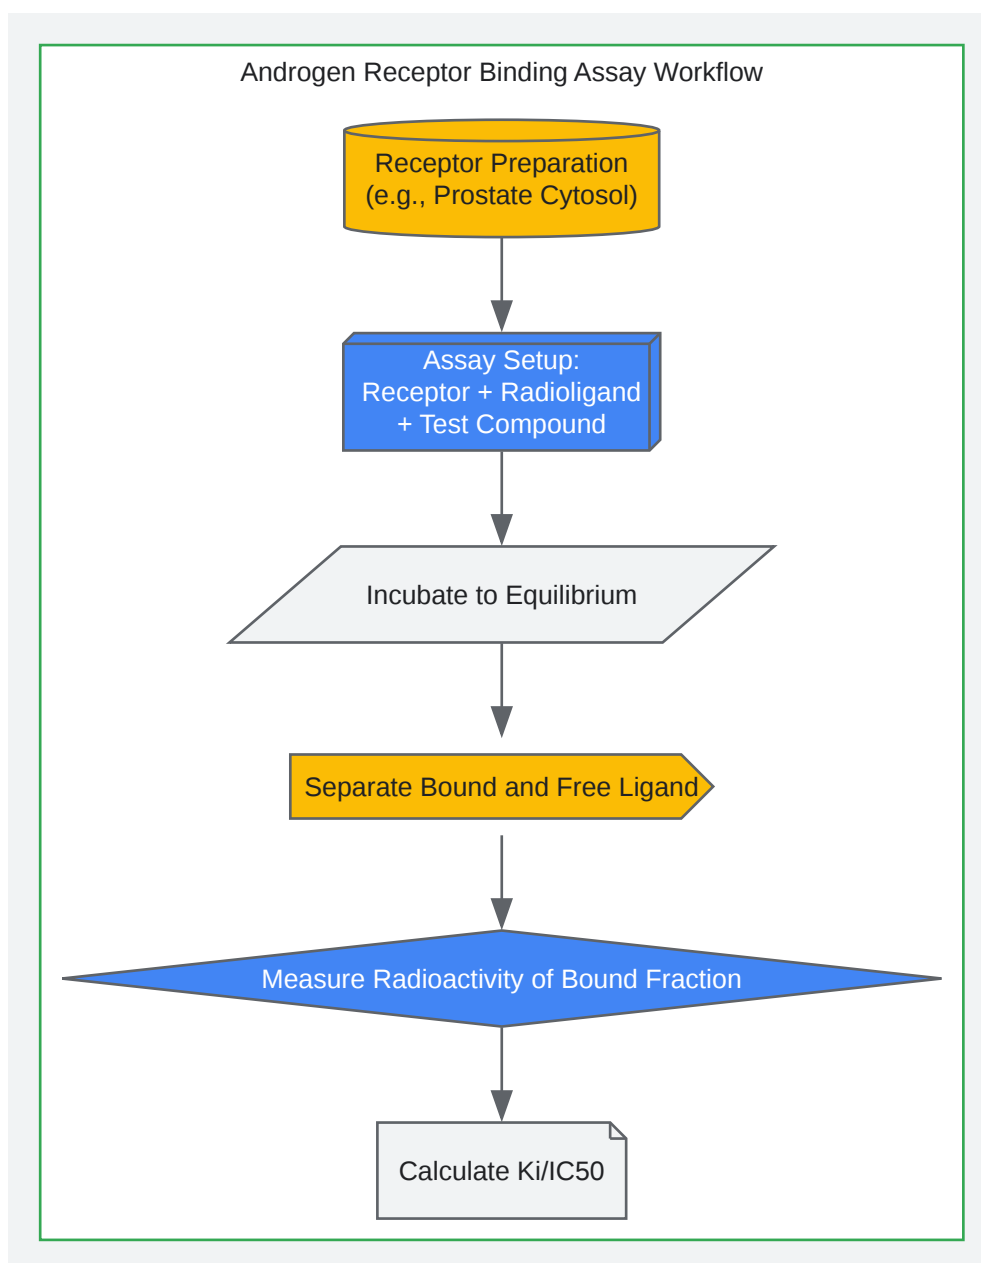 Androgen Receptor Binding Assay Workflow
Receptor Preparation
(e.g., Prostate Cytosol)
Assay Setup:
Receptor + Radioligand
+ Test Compound
Incubate to Equilibrium
Separate Bound and Free Ligand
Measure Radioactivity of Bound Fraction
Calculate Ki/IC50